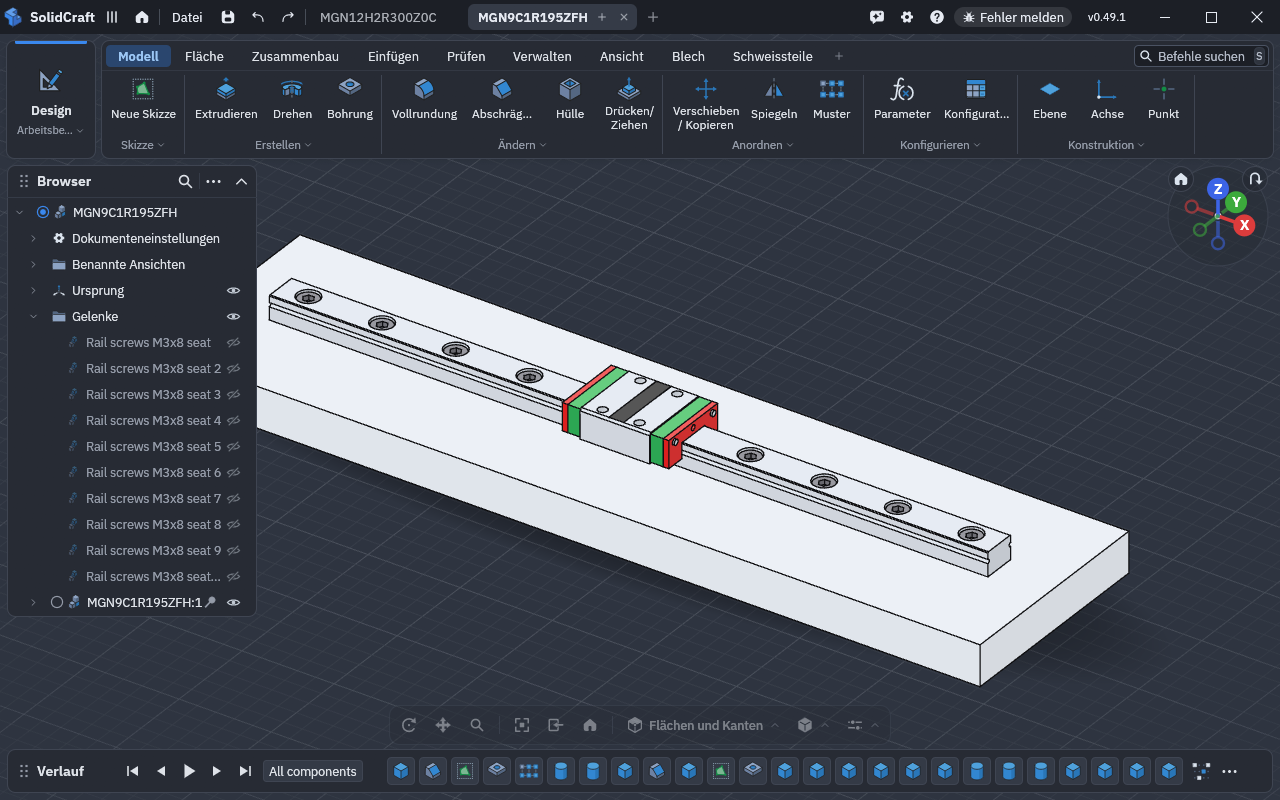 SolidCraft
Datei
MGN12H2R300Z0C
MGN9C1R195ZFH
Fehler melden
v0.49.1
Design
Arbeitsbe...
Modell
Fläche
Zusammenbau
Einfügen
Prüfen
Verwalten
Ansicht
Blech
Schweissteile
Befehle suchen
S
Neue Skizze
Extrudieren
Drehen
Bohrung
Vollrundung
Abschräg...
Hülle
Drücken/
Ziehen
Verschieben
/ Kopieren
Spiegeln
Muster
Parameter
Konfigurat...
Ebene
Achse
Punkt
Skizze
Erstellen
Ändern
Anordnen
Konfigurieren
Konstruktion
Browser
MGN9C1R195ZFH
Dokumenteneinstellungen
Benannte Ansichten
Ursprung
Gelenke
Rail screws M3x8 seat
Rail screws M3x8 seat 2
Rail screws M3x8 seat 3
Rail screws M3x8 seat 4
Rail screws M3x8 seat 5
Rail screws M3x8 seat 6
Rail screws M3x8 seat 7
Rail screws M3x8 seat 8
Rail screws M3x8 seat 9
Rail screws M3x8 seat...
MGN9C1R195ZFH:1
Z
Y
X
Flächen und Kanten
Verlauf
All components